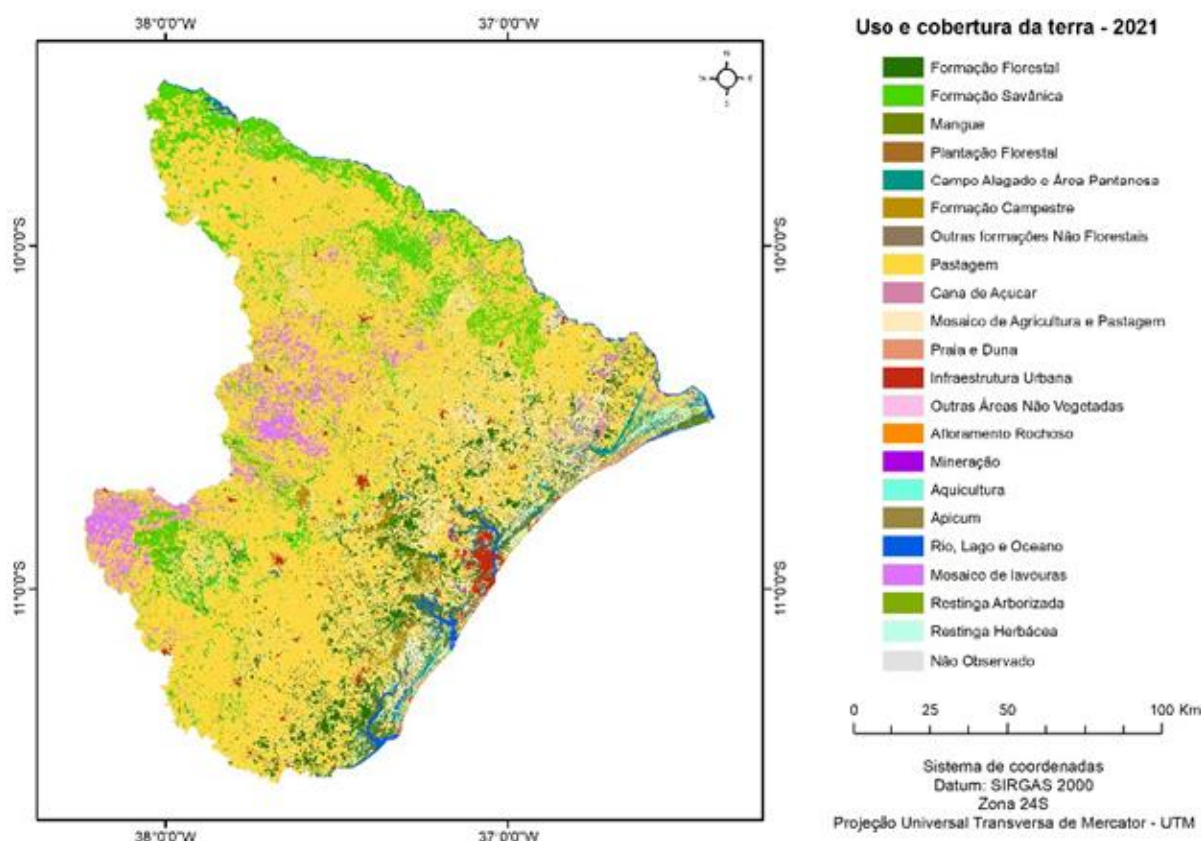 38°0'0"W 37°0'0"W
N
E
S
10°0'0"S 10°0'0"S
11°0'0"S 11°0'0"S
38°0'0"W 37°0'0"W
Uso e cobertura da terra - 2021
Formação Florestal
Formação Savânica
Mangue
Plantação Florestal
Campo Alagado e Área Pantanosa
Formação Campestre
Outras formações Não Florestais
Pastagem
Cana de Açucar
Mosaico de Agricultura e Pastagem
Praia e Duna
Infraestrutura Urbana
Outras Áreas Não Vegetadas
Afloramento Rochoso
Mineração
Aquicultura
Apicum
Rio, Lago e Oceano
Mosaico de lavouras
Restinga Arborizada
Restinga Herbácea
Não Observado
0 25 50 100 Km
Sistema de coordenadas
Datum: SIRGAS 2000
Zona 24S
Projeção Universal Transversa de Mercator - UTM